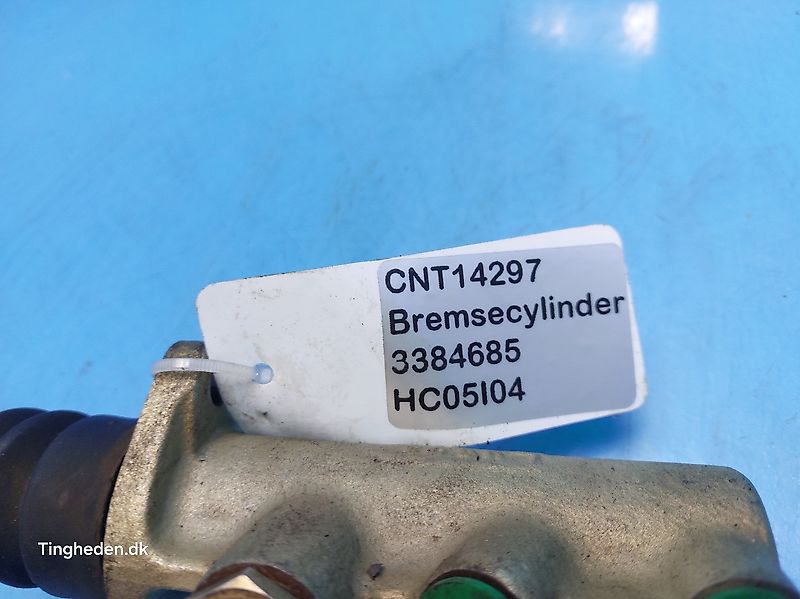 CNT14297
Bremsecylinder
3384685
HC05I04
Tingheden.dk